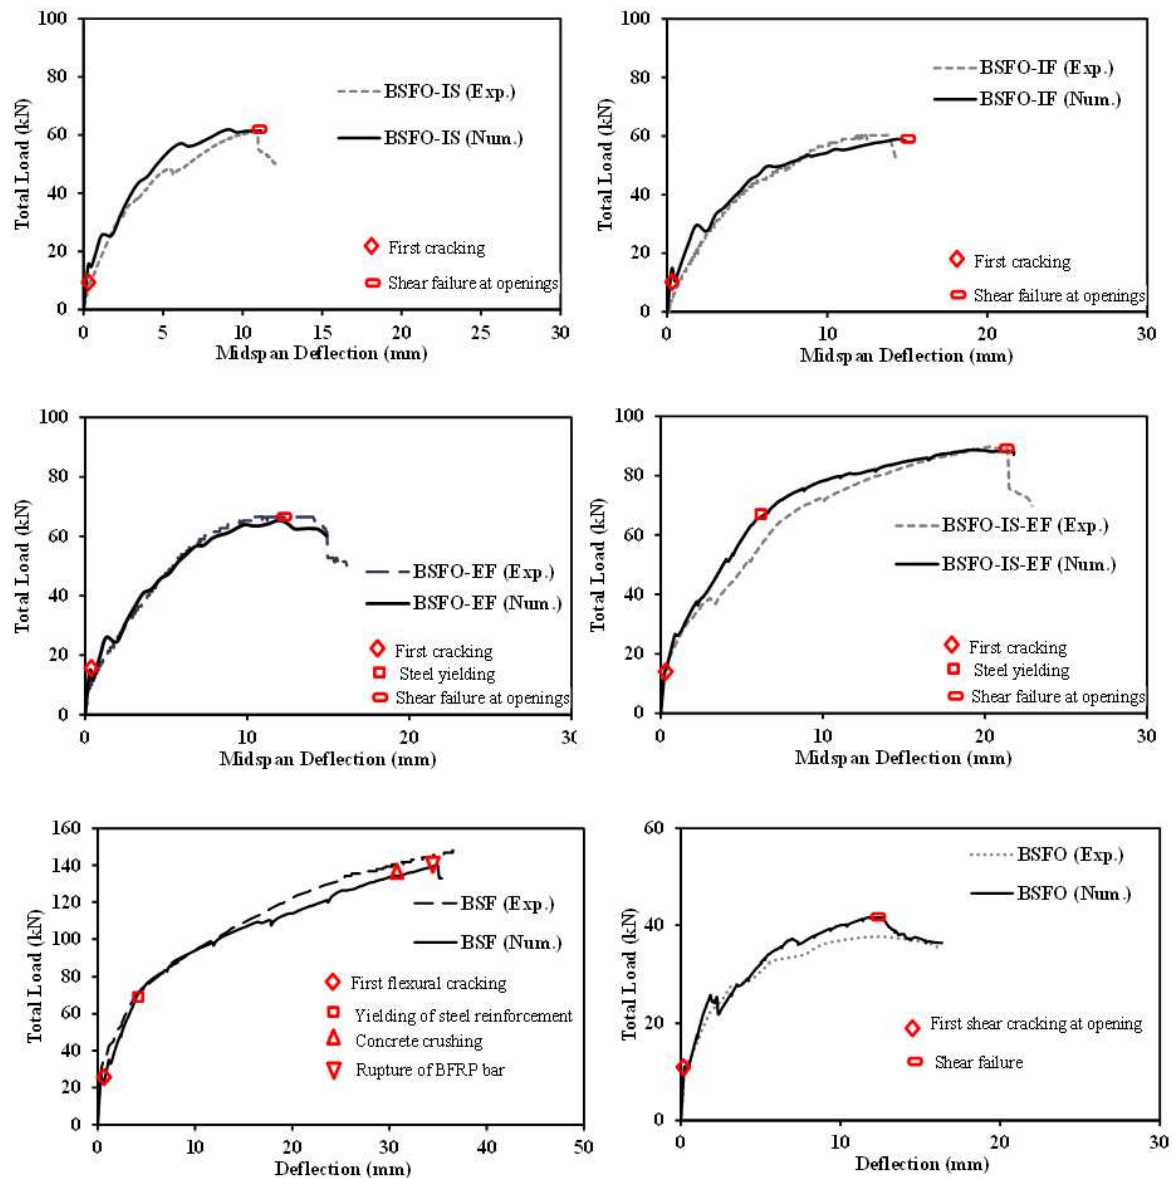 100
80
60
40
20
0
Total Load (kN)
BSFO-IS (Exp.)
BSFO-IS (Num.)
First cracking
Shear failure at openings
0 5 10 15 20 25 30
Midspan Deflection (mm)
100
80
60
40
20
0
Total Load (kN)
BSFO-IF (Exp.)
BSFO-IF (Num.)
First cracking
Shear failure at openings
0 10 20 30
Midspan Deflection (mm)
100
80
60
40
20
0
Total Load (kN)
BSFO-EF (Exp.)
BSFO-EF (Num.)
First cracking
Steel yielding
Shear failure at openings
0 10 20 30
Midspan Deflection (mm)
100
80
60
40
20
0
Total Load (kN)
BSFO-IS-EF (Exp.)
BSFO-IS-EF (Num.)
First cracking
Steel yielding
Shear failure at openings
0 10 20 30
Midspan Deflection (mm)
160
140
120
100
80
60
40
20
0
Total Load (kN)
BSF (Exp.)
BSF (Num.)
First flexural cracking
Yielding of steel reinforcement
Concrete crushing
Rupture of BFRP bar
0 10 20 30 40 50
Deflection (mm)
60
40
20
0
Total Load (kN)
BSFO (Exp.)
BSFO (Num.)
First shear cracking at opening
Shear failure
0 10 20 30
Deflection (mm)